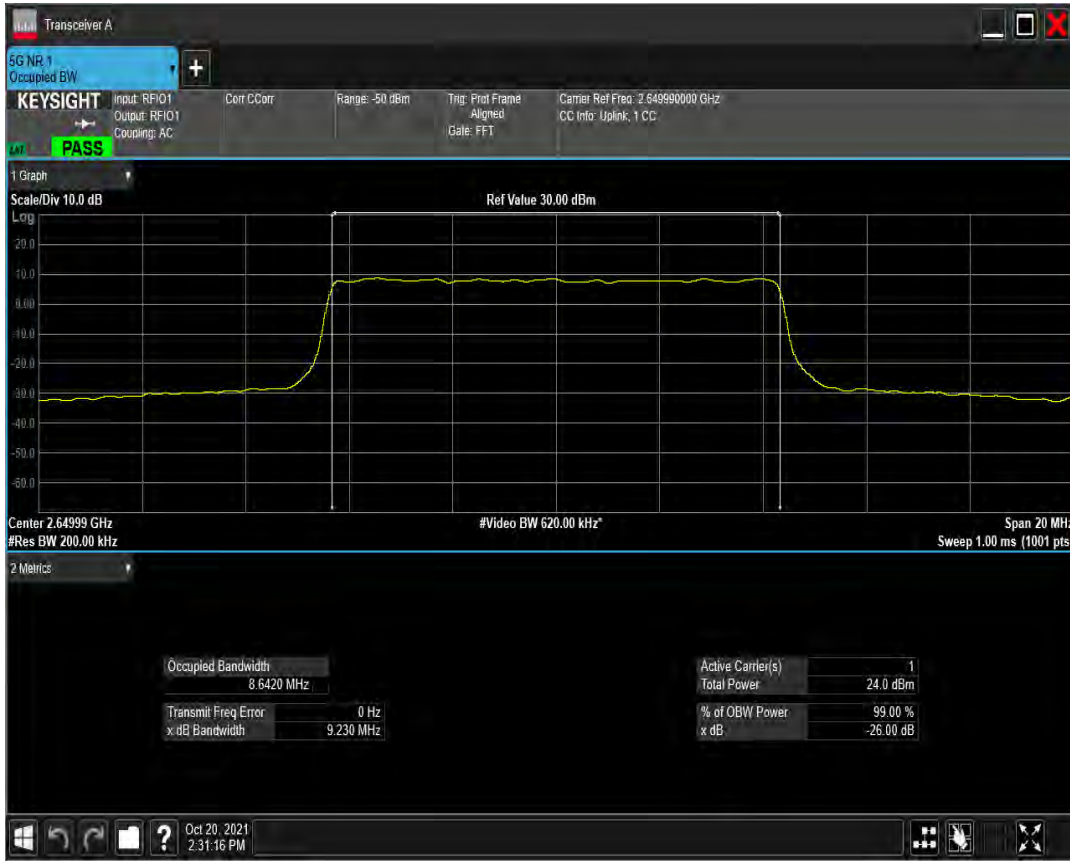 Transceiver A
5G NR 1
Occupied BW
+
KEYSIGHT
Input: RFIO1
Output: RFIO1
Coupling: AC
Corr CCorr
Range: -50 dBm
Trig: Prot Frame
Aligned
Gate: FFT
Carrier Ref Freq: 2.649990000 GHz
CC Info: Uplink, 1 CC
PASS
1 Graph
Scale/Div 10.0 dB
Ref Value 30.00 dBm
Log
20.0
10.0
0.00
-10.0
-20.0
-30.0
-40.0
-50.0
-60.0
Center 2.64999 GHz
#Video BW 620.00 kHz*
Span 20 MHz
#Res BW 200.00 kHz
Sweep 1.00 ms (1001 pts
2 Metrics
Occupied Bandwidth
8.6420 MHz
Transmit Freq Error 0 Hz
x dB Bandwidth 9.230 MHz
Active Carrier(s) 1
Total Power 24.0 dBm
% of OBW Power 99.00 %
x dB -26.00 dB
?
Oct 20, 2021
2:31:16 PM